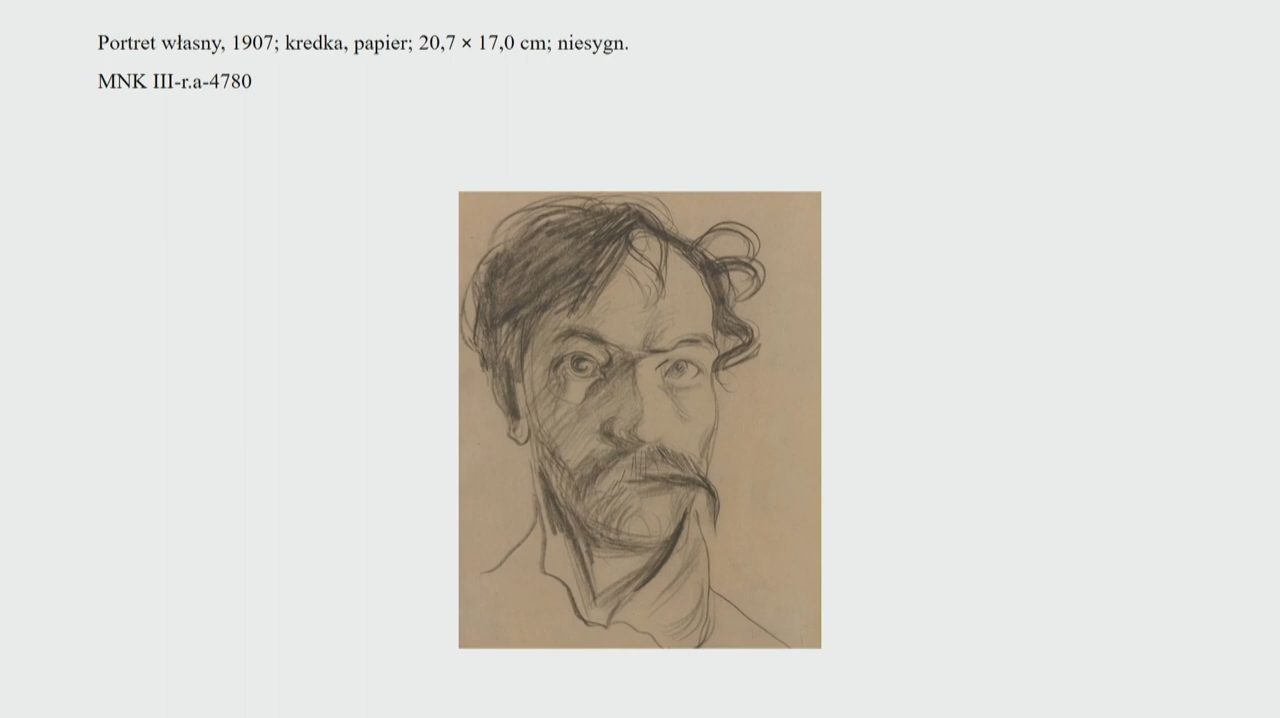 Portret własny, 1907; kredka, papier; 20,7 × 17,0 cm; niesygn.
MNK III-r.a-4780